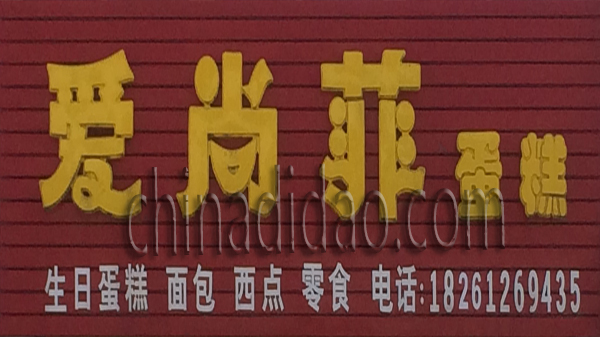 爱尚菲蛋糕
chinadidao.com
生日蛋糕 面包 西点 零食 电话:18261269435